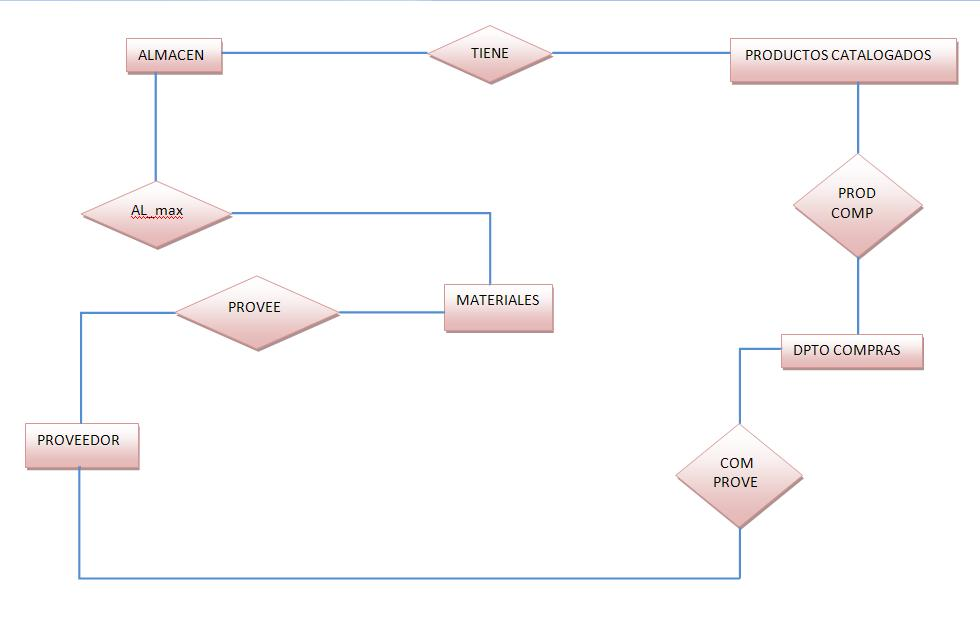 ALMACEN
TIENE
PRODUCTOS CATALOGADOS
AL_max
PROD
COMP
PROVEE
MATERIALES
DPTO COMPRAS
PROVEEDOR
COM
PROVE